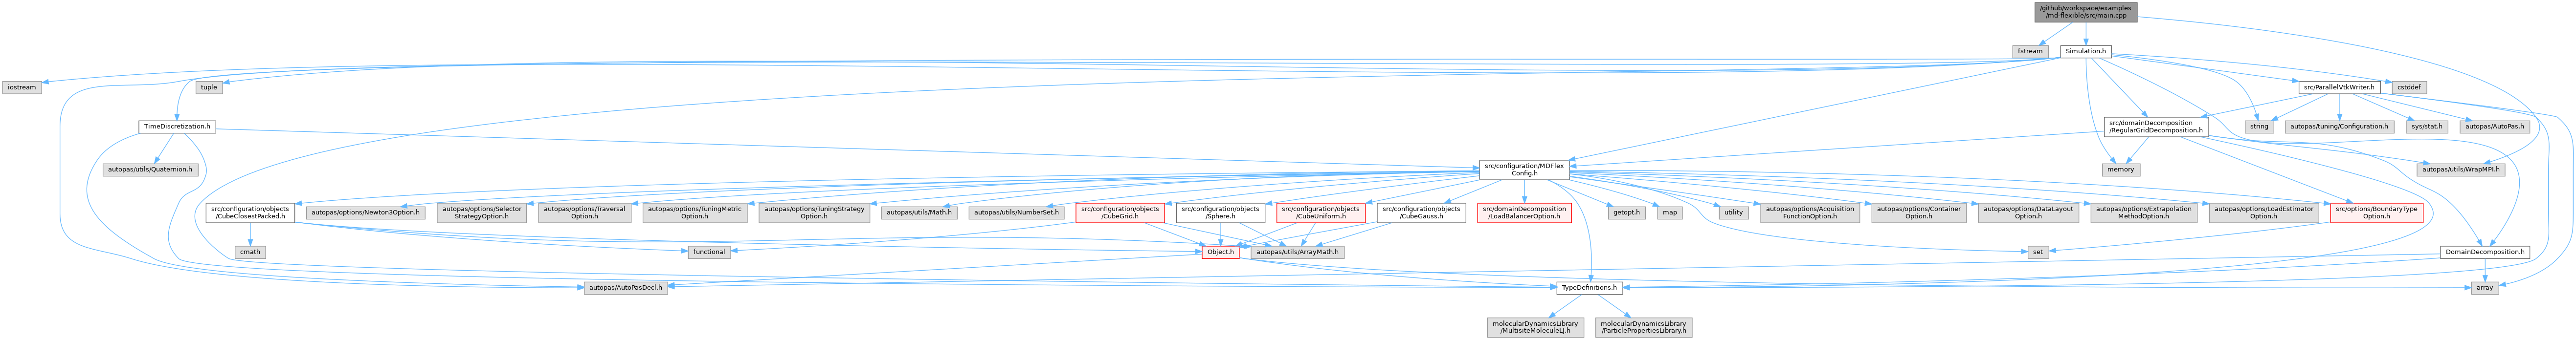 /github/workspace/examples
/md-flexible/src/main.cpp
fstream
Simulation.h
iostream
tuple
src/ParallelVtkWriter.h
cstddef
TimeDiscretization.h
src/domainDecomposition
/RegularGridDecomposition.h
string
autopas/tuning/Configuration.h
sys/stat.h
autopas/AutoPas.h
autopas/utils/Quaternion.h
src/configuration/MDFlex
Config.h
memory
autopas/utils/WrapMPI.h
src/configuration/objects
/CubeClosestPacked.h
autopas/options/Newton3Option.h
autopas/options/Selector
StrategyOption.h
autopas/options/Traversal
Option.h
autopas/options/TuningMetric
Option.h
autopas/options/TuningStrategy
Option.h
autopas/utils/Math.h
autopas/utils/NumberSet.h
src/configuration/objects
/CubeGrid.h
src/configuration/objects
/Sphere.h
src/configuration/objects
/CubeUniform.h
src/configuration/objects
/CubeGauss.h
src/domainDecomposition
/LoadBalancerOption.h
getopt.h
map
utility
autopas/options/Acquisition
FunctionOption.h
autopas/options/Container
Option.h
autopas/options/DataLayout
Option.h
autopas/options/Extrapolation
MethodOption.h
autopas/options/LoadEstimator
Option.h
src/options/BoundaryType
Option.h
cmath
functional
Object.h
autopas/utils/ArrayMath.h
set
DomainDecomposition.h
autopas/AutoPasDecl.h
TypeDefinitions.h
array
molecularDynamicsLibrary
/MultisiteMoleculeLJ.h
molecularDynamicsLibrary
/ParticlePropertiesLibrary.h